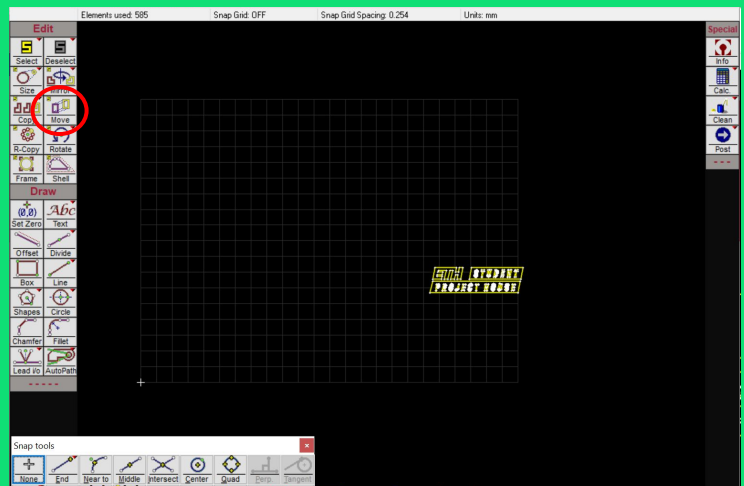 Elements used: 585 Snap Grid: OFF Snap Grid Spacing: 0.254 Units: mm
Edit
Select Deselect
Size Mirror
Copy Move
R-Copy Rotate
Frame Shell
Draw
(0,0) Abc
Set Zero Text
Offset Divide
Box Line
Shapes Circle
Chamfer Fillet
Lead i/o AutoPath
Special
Info
Calc.
Clean
Post
ETH STUDENT
PROJECT HOUSE
Snap tools
None End Near to Middle Intersect Center Quad Perp. Tangent